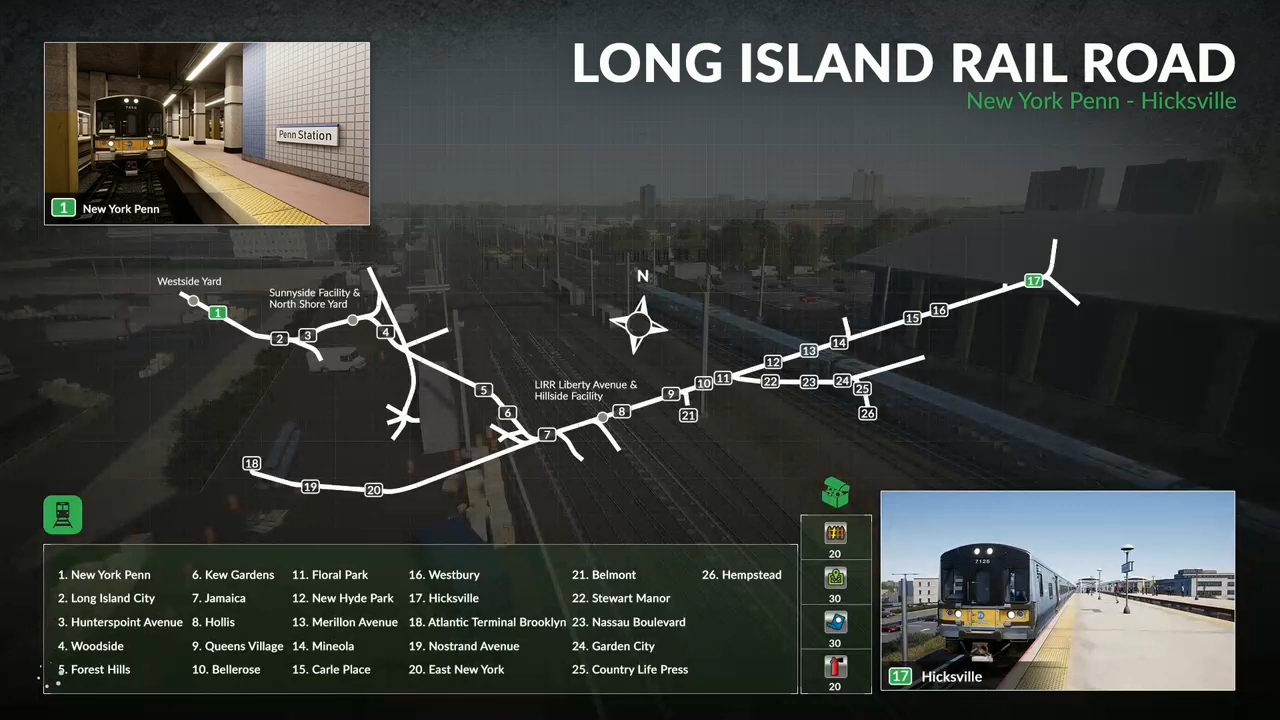 LONG ISLAND RAIL ROAD
New York Penn - Hicksville
Penn Station
1 New York Penn
Westside Yard
Sunnyside Facility &
North Shore Yard
N
LIRR Liberty Avenue &
Hillside Facility
1
2
3
4
5
6
7
8
9
10
11
12
13
14
15
16
17
18
19
20
21
22
23
24
25
26
1. New York Penn
2. Long Island City
3. Hunterspoint Avenue
4. Woodside
5. Forest Hills
6. Kew Gardens
7. Jamaica
8. Hollis
9. Queens Village
10. Bellerose
11. Floral Park
12. New Hyde Park
13. Merillon Avenue
14. Mineola
15. Carle Place
16. Westbury
17. Hicksville
18. Atlantic Terminal Brooklyn
19. Nostrand Avenue
20. East New York
21. Belmont
22. Stewart Manor
23. Nassau Boulevard
24. Garden City
25. Country Life Press
26. Hempstead
20
30
30
20
7126
17 Hicksville